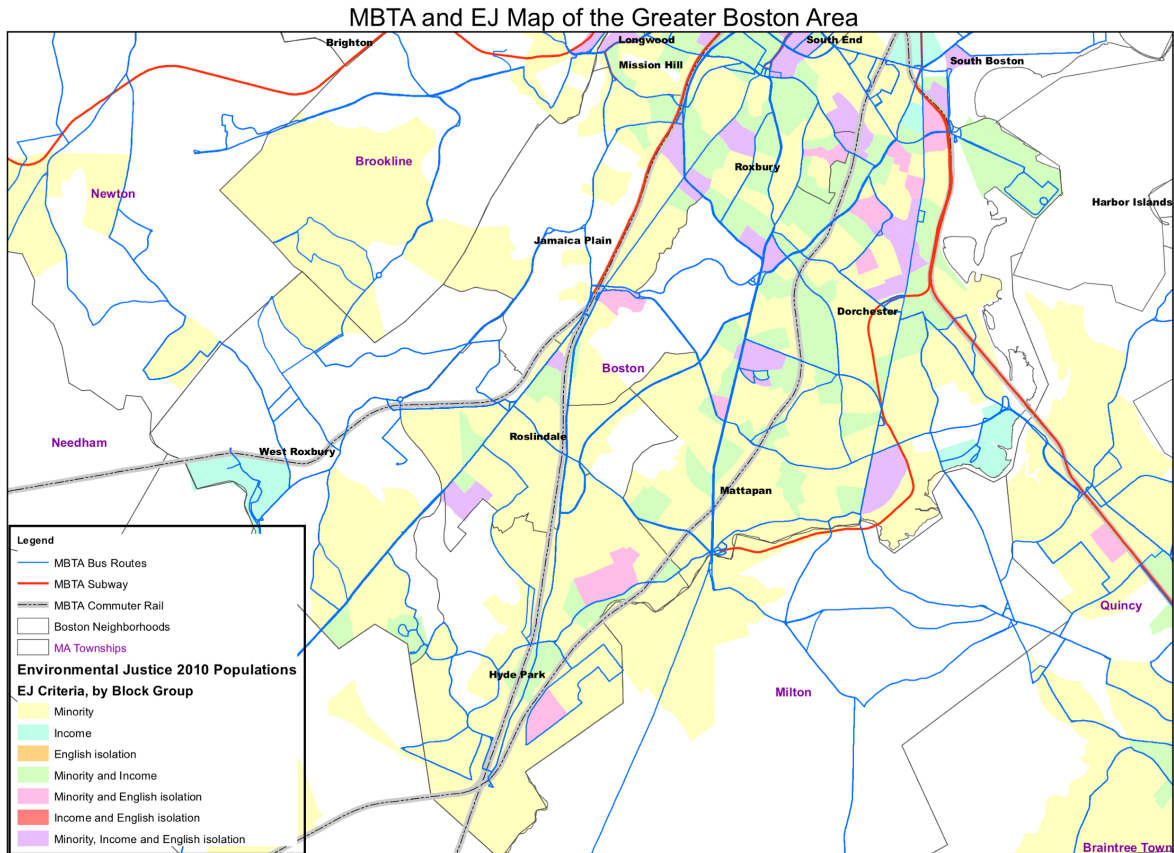 MBTA and EJ Map of the Greater Boston Area
Brighton
Longwood
South End
Mission Hill
South Boston
Brookline
Roxbury
Newton
Harbor Islands
Jamaica Plain
Dorchester
Boston
Needham
Roslindale
West Roxbury
Mattapan
Quincy
Hyde Park
Milton
Braintree Town
Legend
MBTA Bus Routes
MBTA Subway
MBTA Commuter Rail
Boston Neighborhoods
MA Townships
Environmental Justice 2010 Populations
EJ Criteria, by Block Group
Minority
Income
English isolation
Minority and Income
Minority and English isolation
Income and English isolation
Minority, Income and English isolation